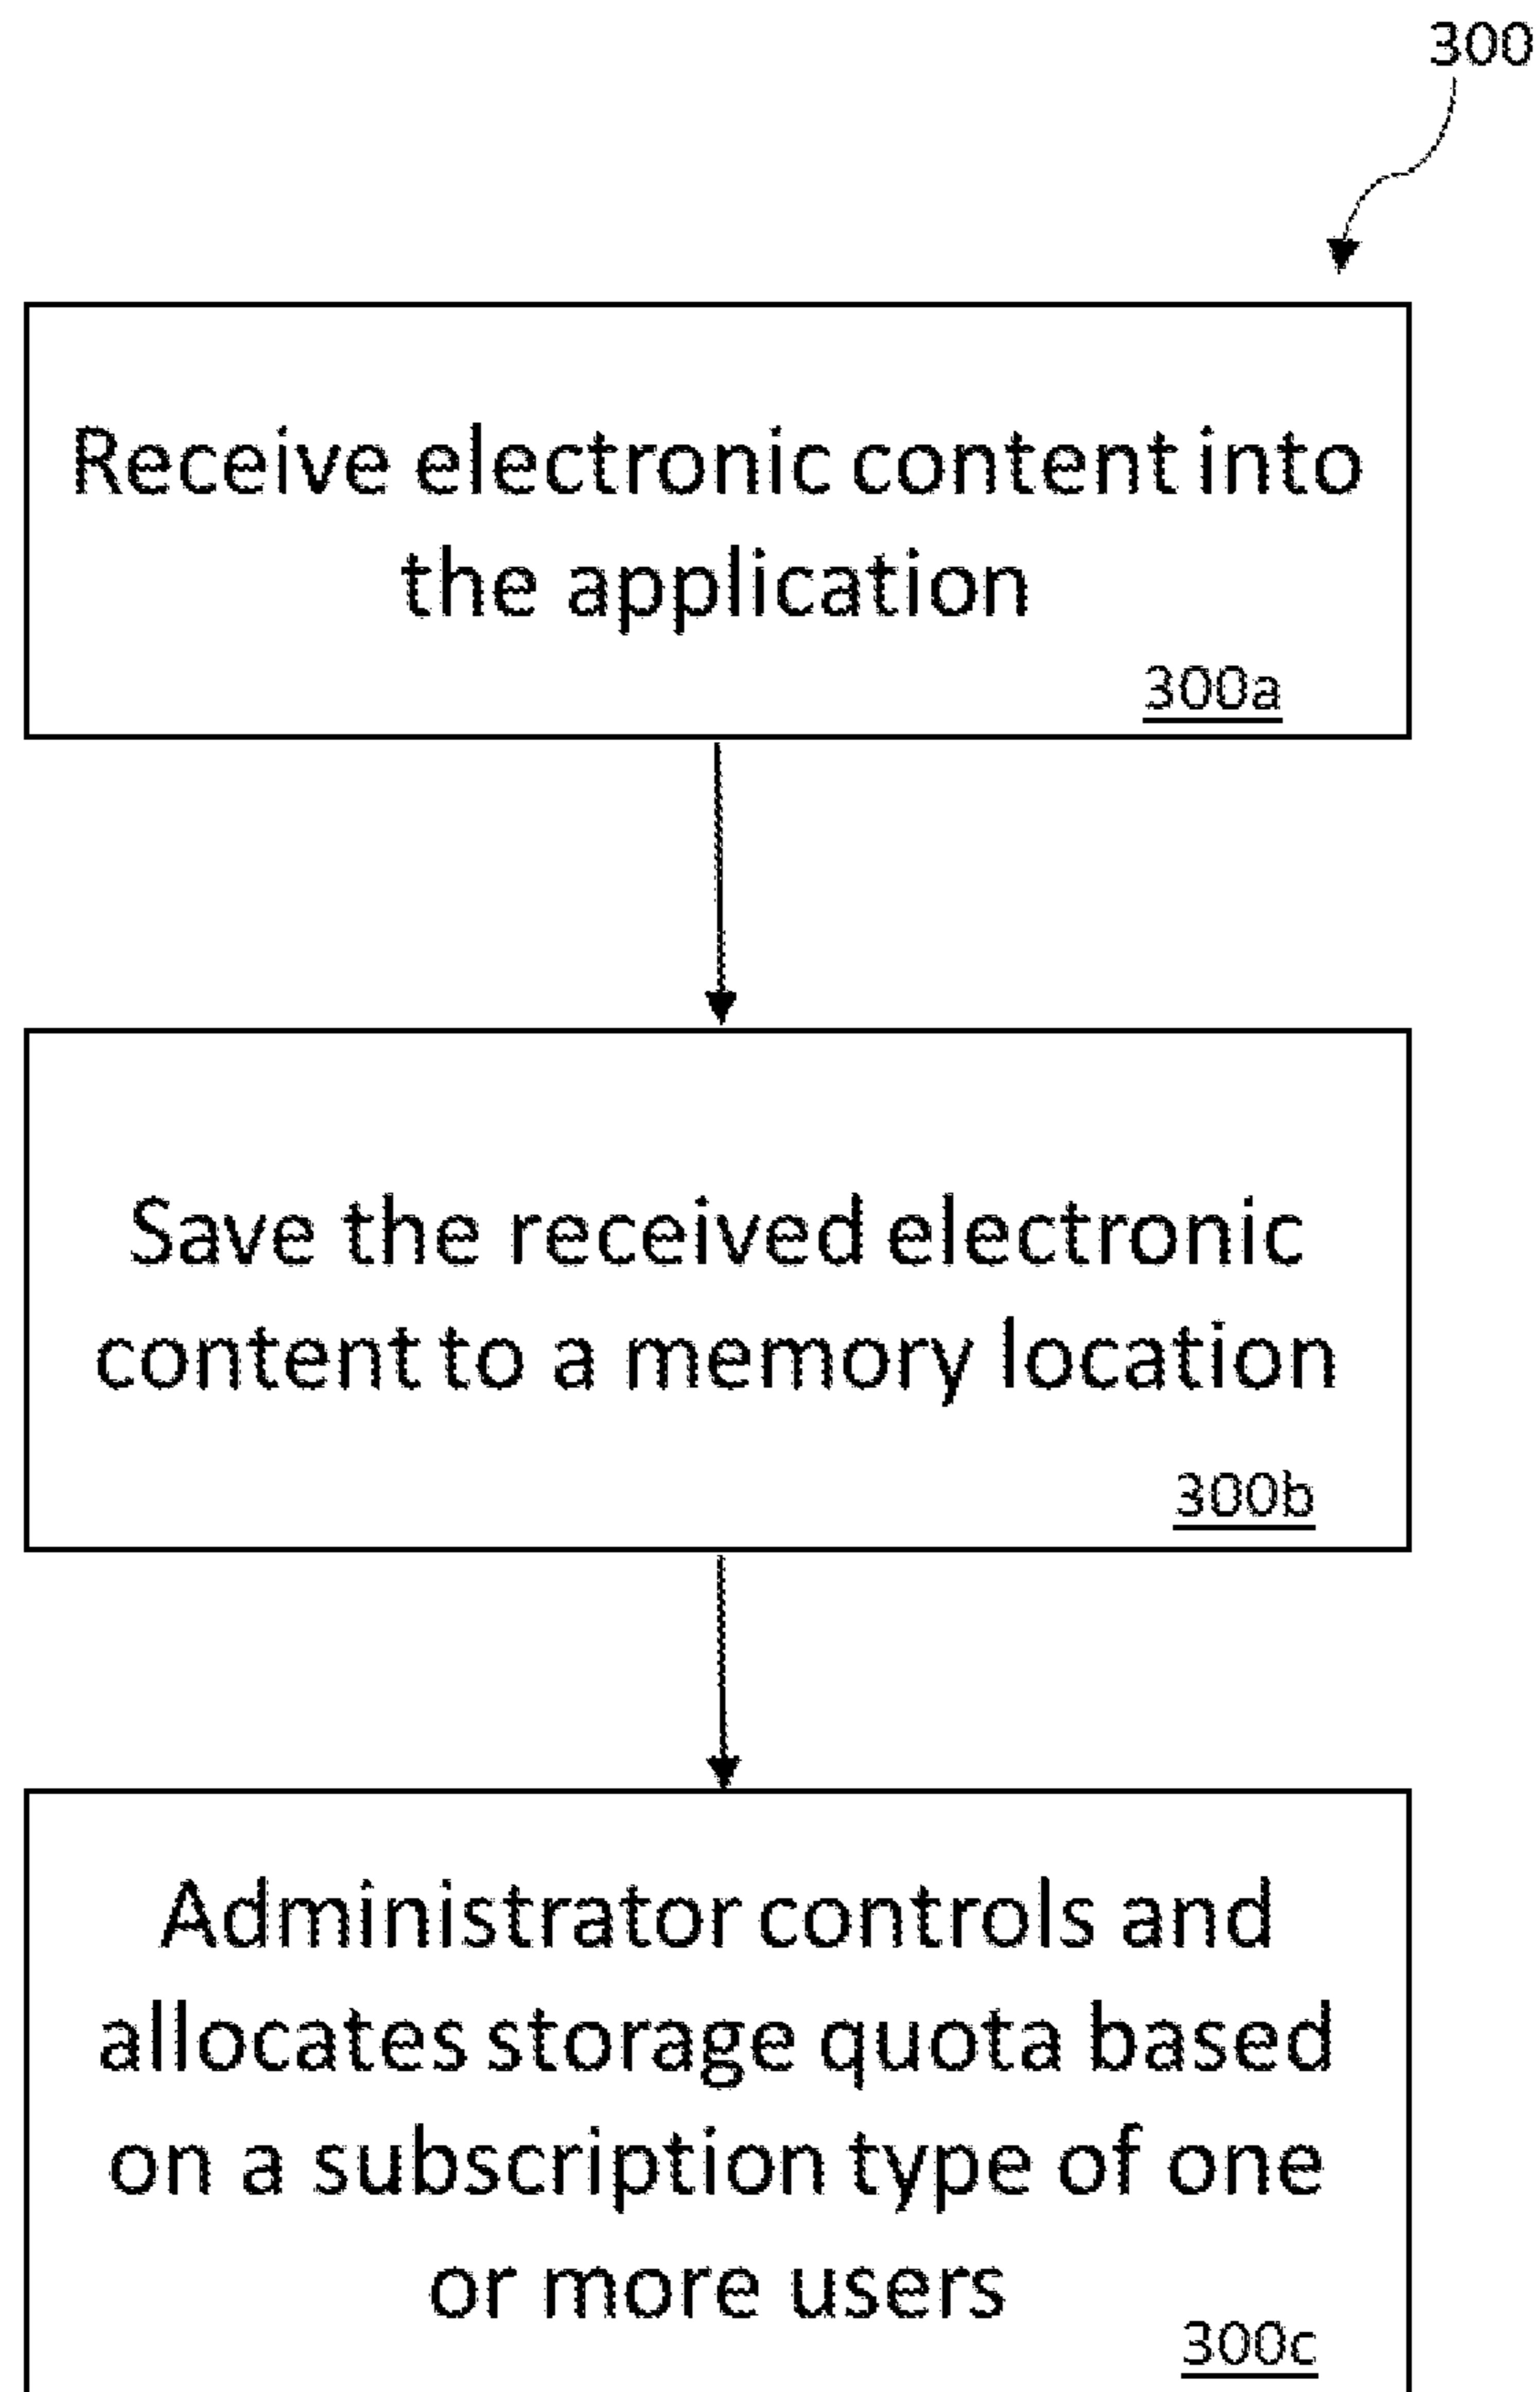 300
Receive electronic content into
the application
300a
Save the received electronic
content to a memory location
300b
Administrator controls and
allocates storage quota based
on a subscription type of one
or more users
300c